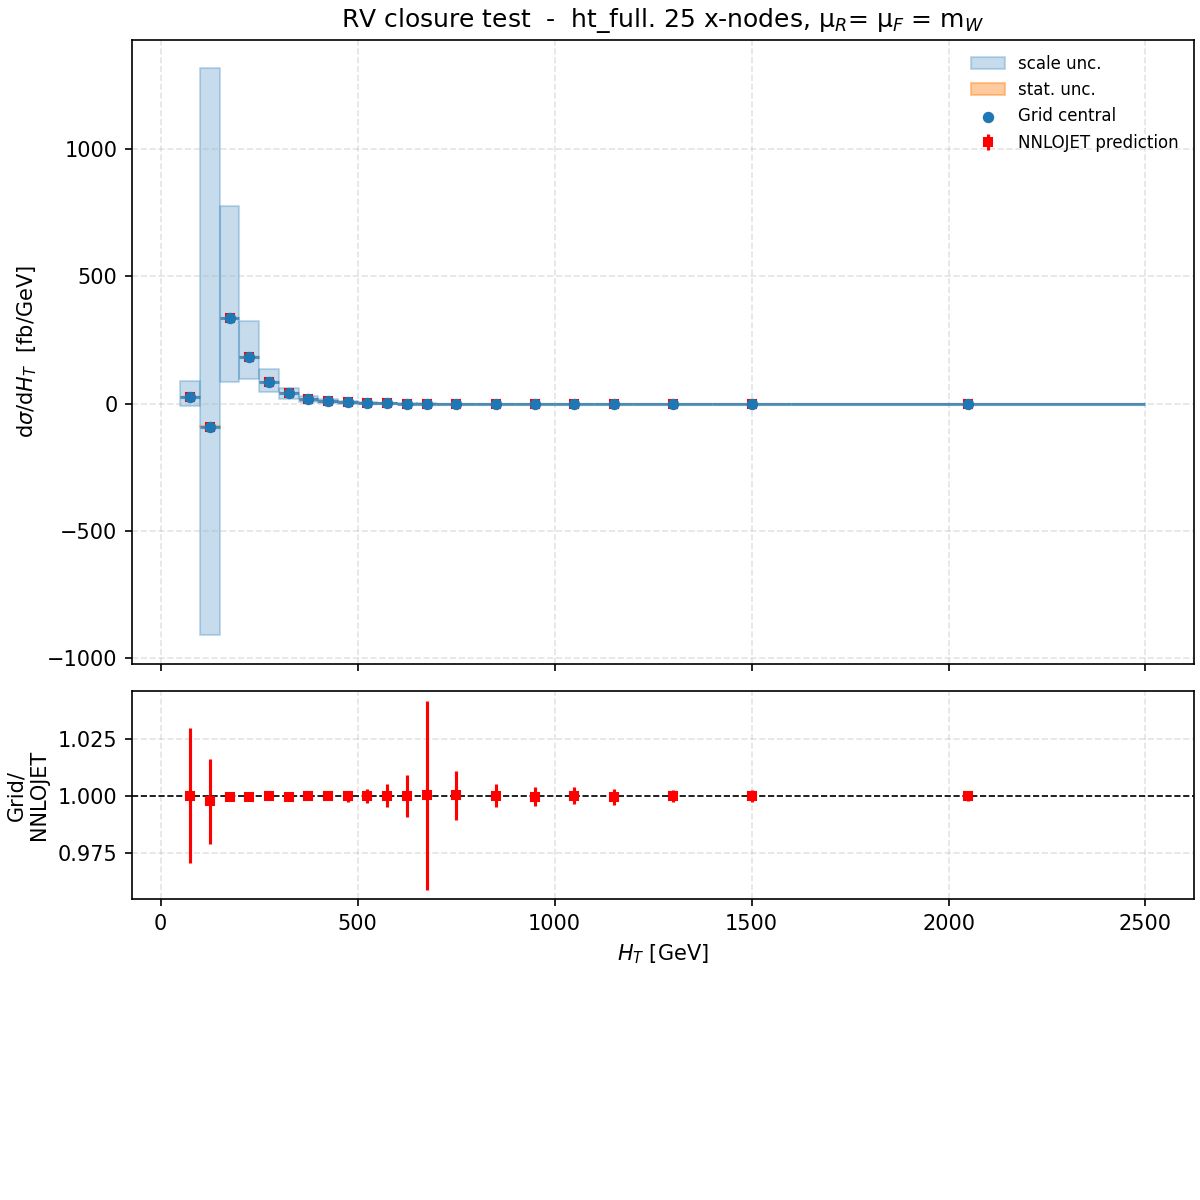 RV closure test - ht_full. 25 x-nodes, μR= μF = mW
scale unc.
stat. unc.
Grid central
NNLOJET prediction
dσ/dHT [fb/GeV]
1000
500
0
−500
−1000
Grid/
NNLOJET
1.025
1.000
0.975
0 500 1000 1500 2000 2500
HT [GeV]